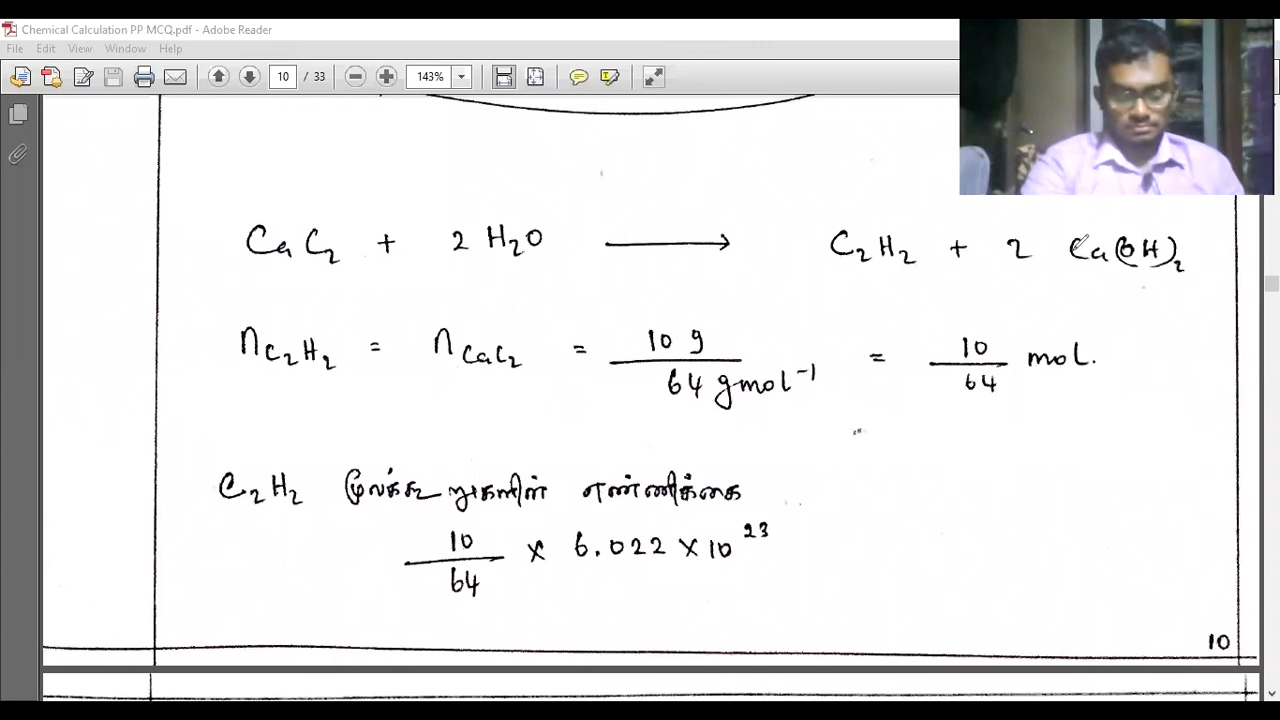 Chemical Calculation PP MCQ.pdf - Adobe Reader
File Edit View Window Help
10 / 33 143%
CaC₂ + 2 H₂O ⟶ C₂H₂ + 2 Ca(OH)₂
nC₂H₂ = nCaC₂ = 10 g / 64 gmol⁻¹ = 10/64 mol.
C₂H₂ மூலக்கூறுகளின் எண்ணிக்கை
10/64 × 6.022 × 10²³
10